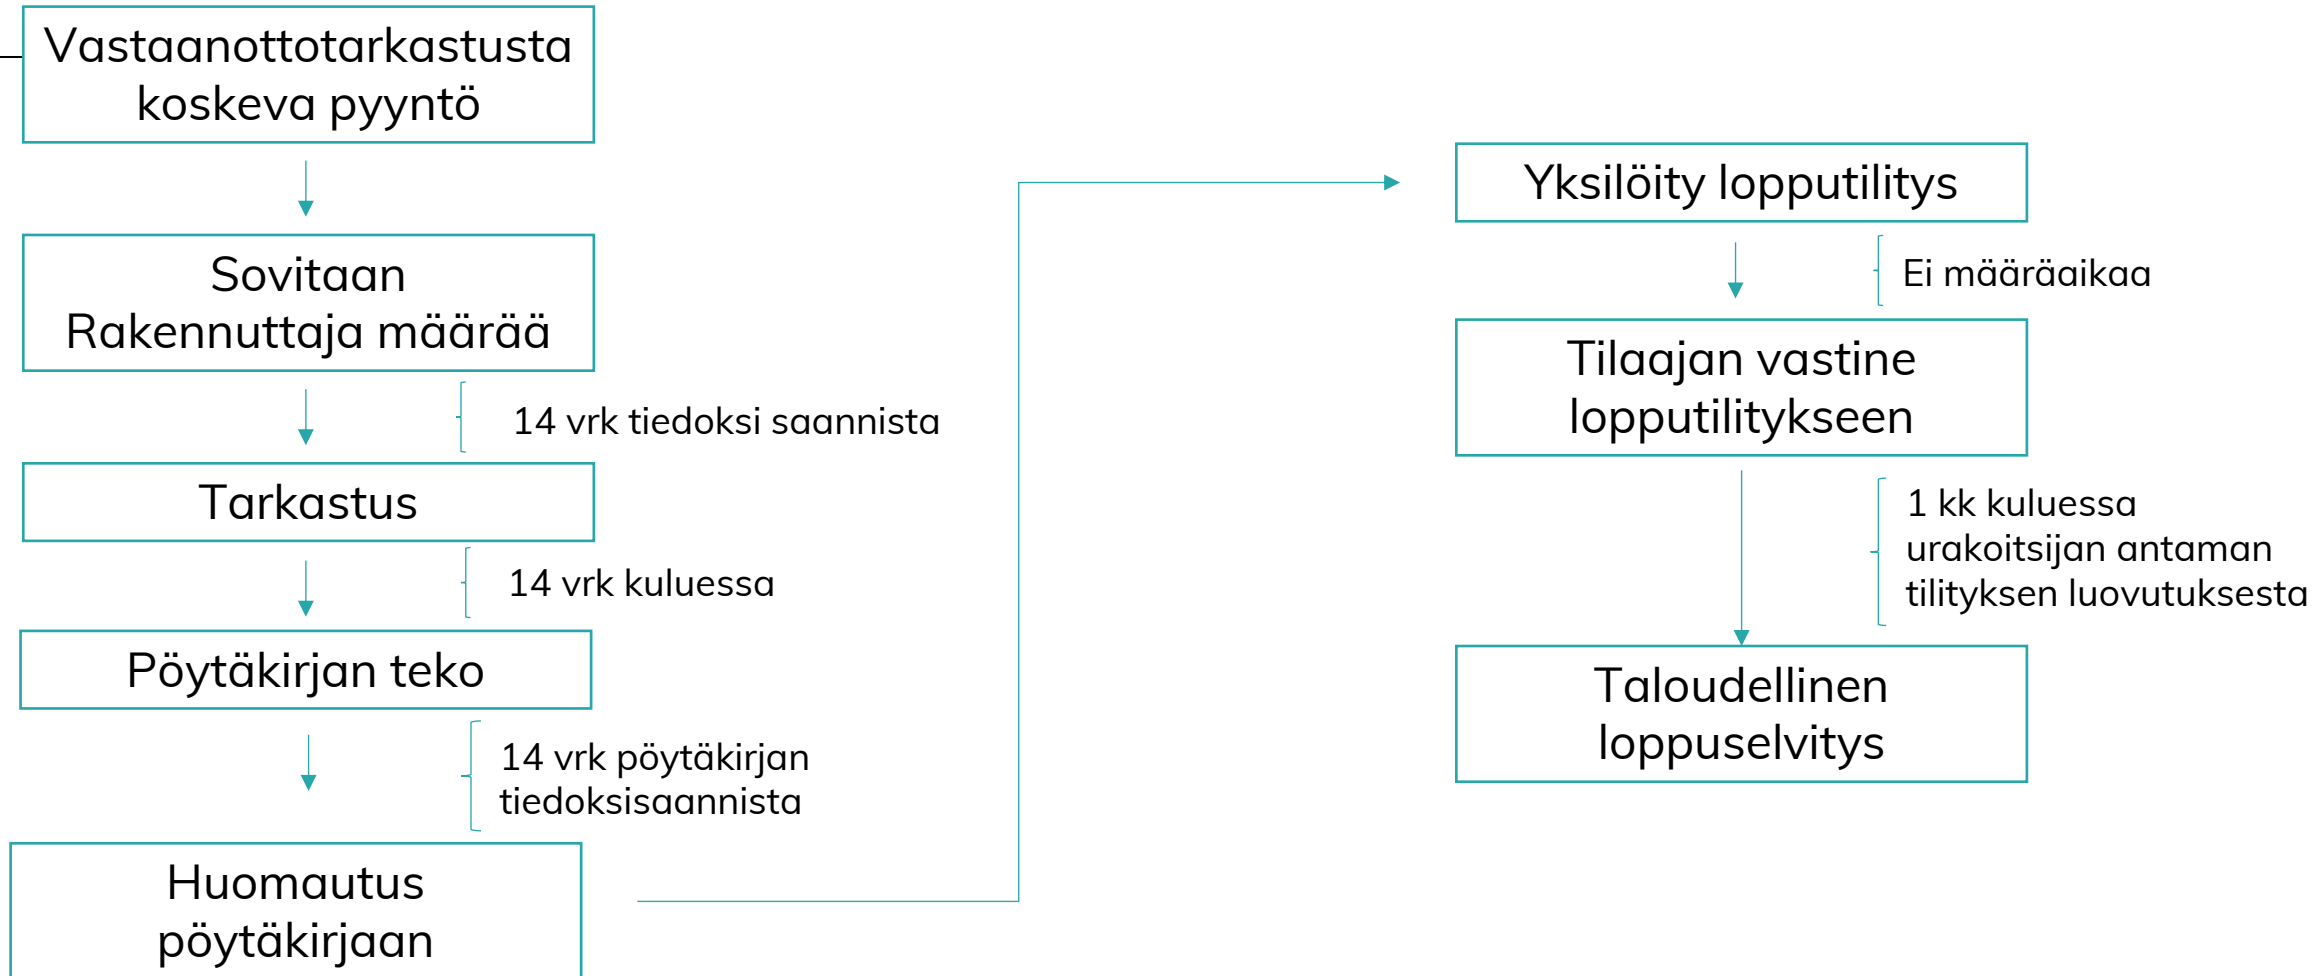 Vastaanottotarkastusta
koskeva pyyntö
Sovitaan
Rakennuttaja määrää
14 vrk tiedoksi saannista
Tarkastus
14 vrk kuluessa
Pöytäkirjan teko
14 vrk pöytäkirjan
tiedoksisaannista
Huomautus
pöytäkirjaan
Yksilöity lopputilitys
Ei määräaikaa
Tilaajan vastine
lopputilitykseen
1 kk kuluessa
urakoitsijan antaman
tilityksen luovutuksesta
Taloudellinen
loppuselvitys